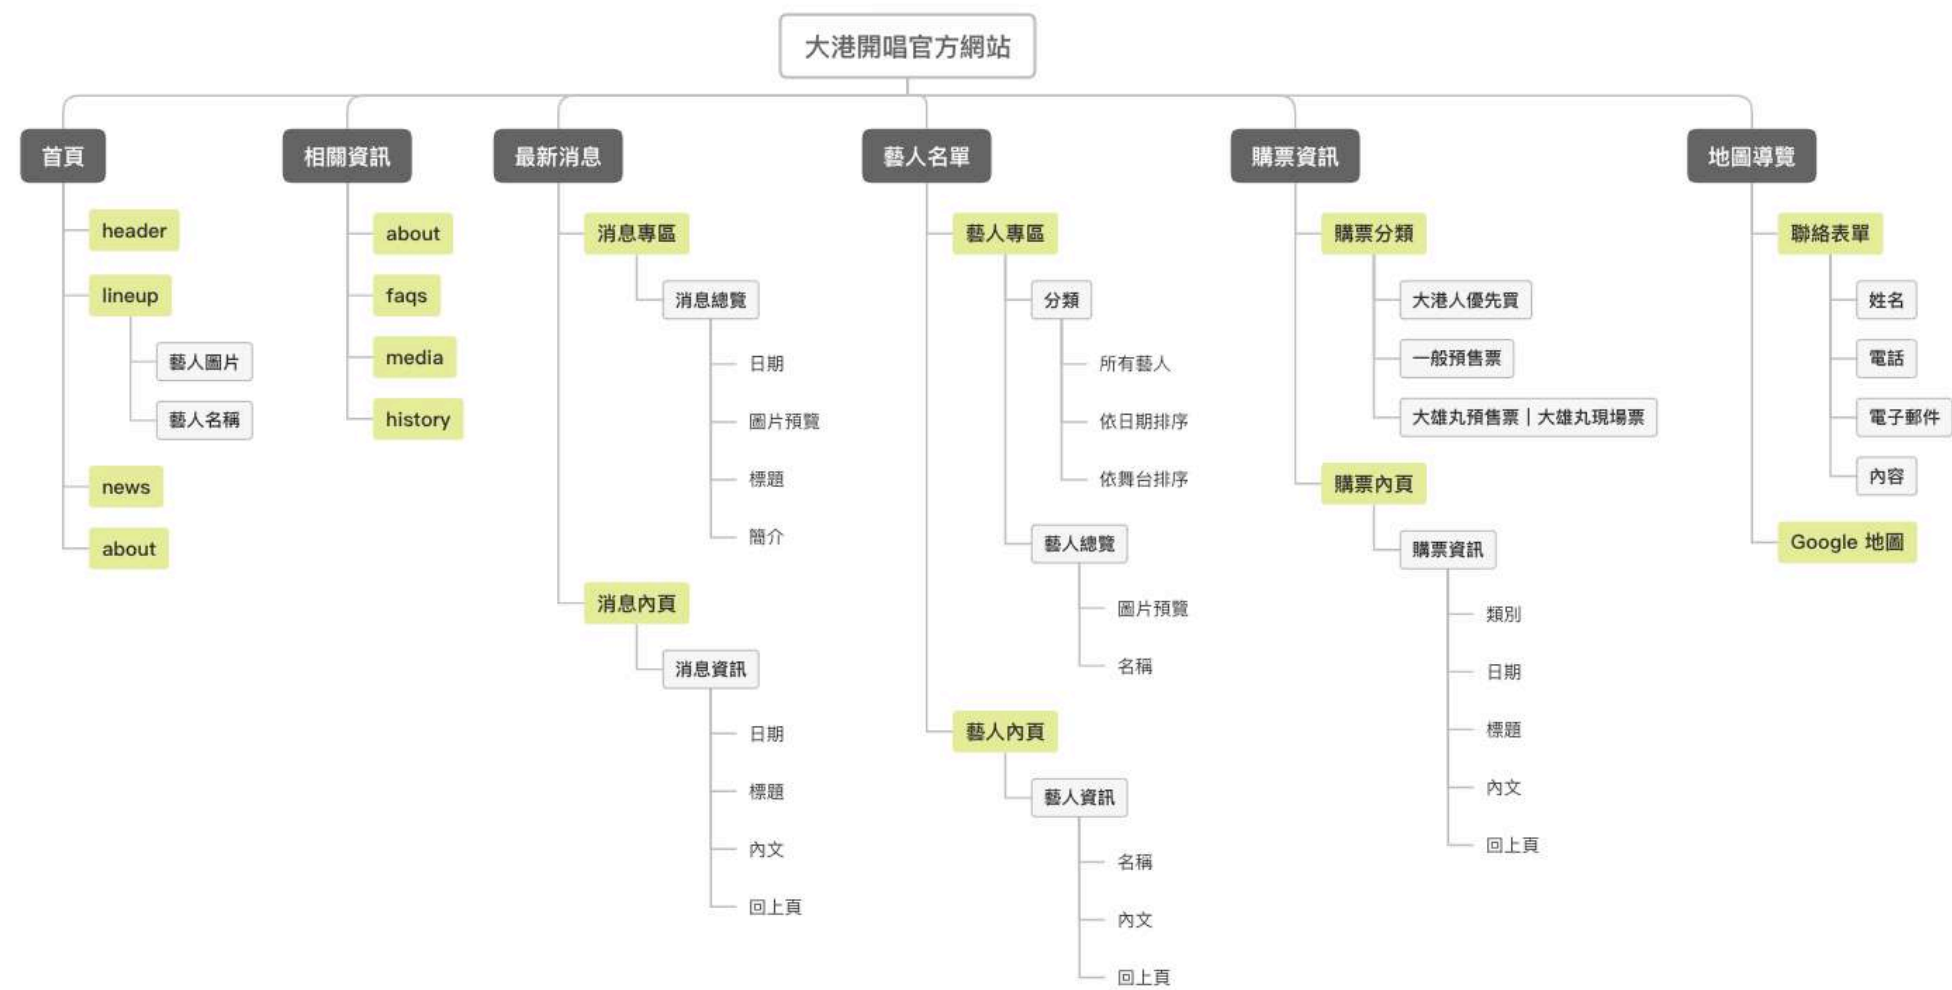 大港開唱官方網站
首頁
header
lineup
藝人圖片
藝人名稱
news
about
相關資訊
about
faqs
media
history
最新消息
消息專區
消息總覽
日期
圖片預覽
標題
簡介
消息內頁
消息資訊
日期
標題
內文
回上頁
藝人名單
藝人專區
分類
所有藝人
依日期排序
依舞台排序
藝人總覽
圖片預覽
名稱
藝人內頁
藝人資訊
名稱
內文
回上頁
購票資訊
購票分類
大港人優先買
一般預售票
大雄丸預售票｜大雄丸現場票
購票內頁
購票資訊
類別
日期
標題
內文
回上頁
地圖導覽
聯絡表單
姓名
電話
電子郵件
內容
Google 地圖